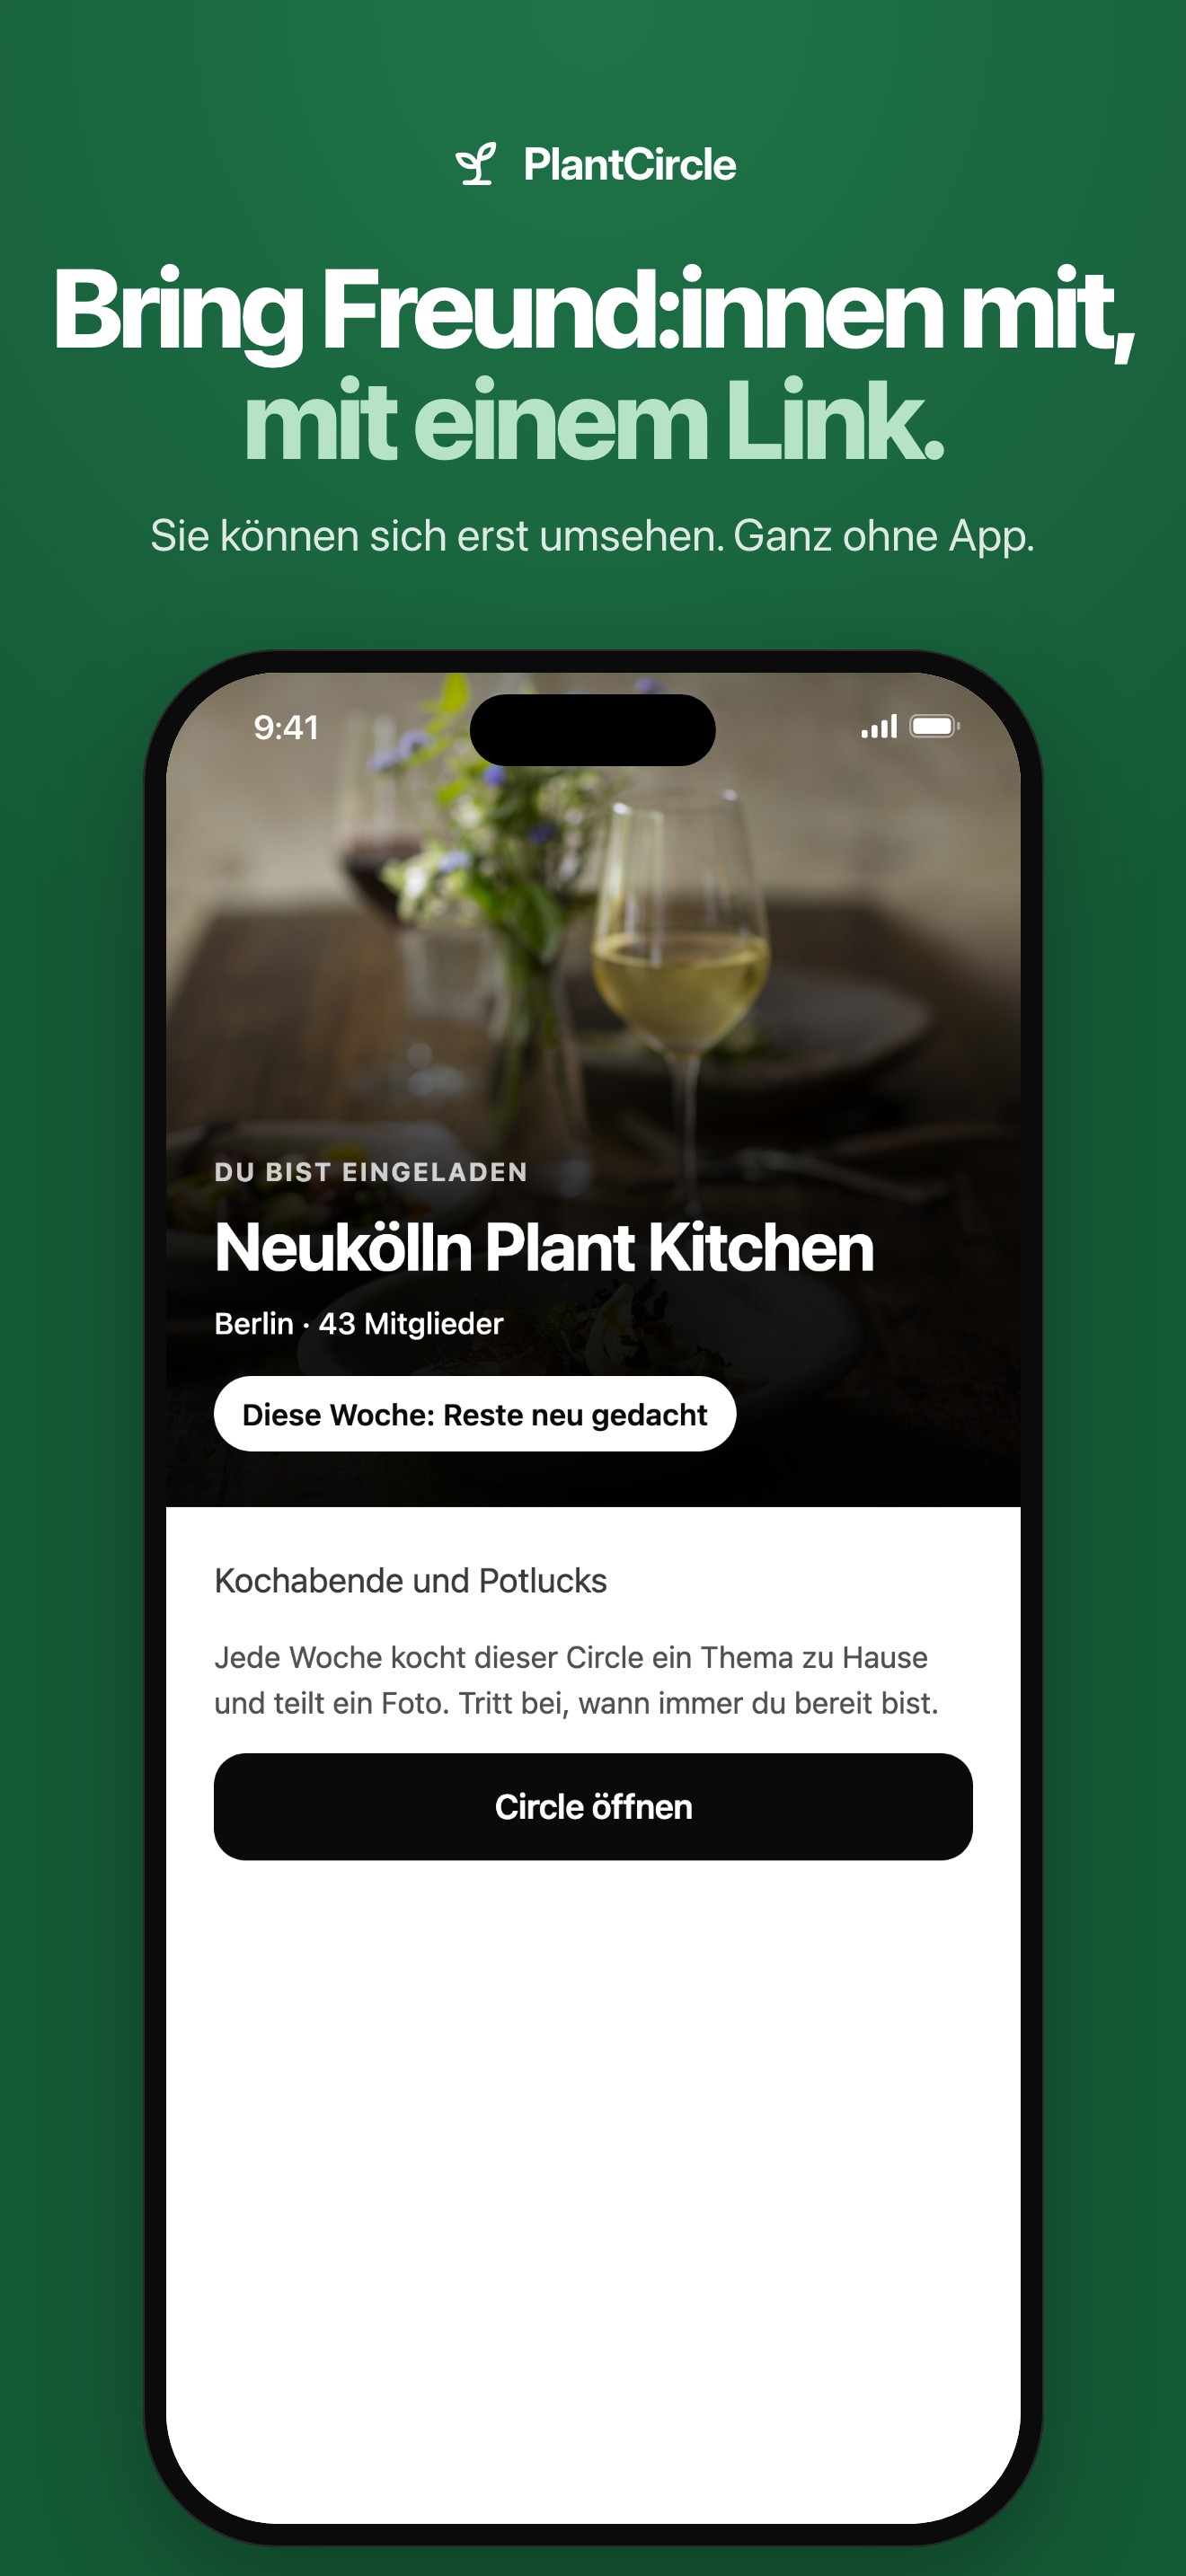 PlantCircle
Bring Freund:innen mit,
mit einem Link.
Sie können sich erst umsehen. Ganz ohne App.
9:41
DU BIST EINGELADEN
Neukölln Plant Kitchen
Berlin · 43 Mitglieder
Diese Woche: Reste neu gedacht
Kochabende und Potlucks
Jede Woche kocht dieser Circle ein Thema zu Hause
und teilt ein Foto. Tritt bei, wann immer du bereit bist.
Circle öffnen